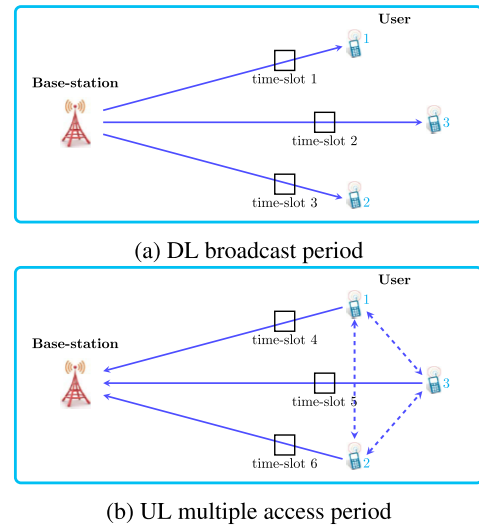 User
1
time-slot 1
Base-station
3
time-slot 2
time-slot 3
2
(a) DL broadcast period
User
1
time-slot 4
Base-station
3
time-slot 5
time-slot 6
2
(b) UL multiple access period